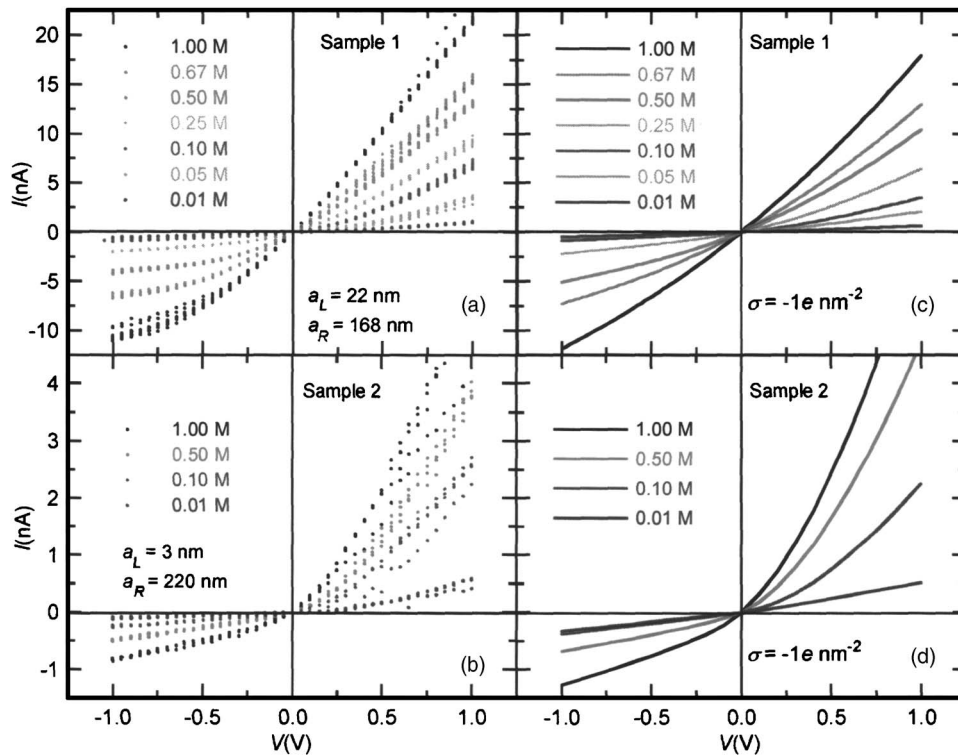 Sample 1
1.00 M
0.67 M
0.50 M
0.25 M
0.10 M
0.05 M
0.01 M
I(nA)
20
15
10
5
0
-5
-10
a_L = 22 nm
a_R = 168 nm
(a)
Sample 1
1.00 M
0.67 M
0.50 M
0.25 M
0.10 M
0.05 M
0.01 M
σ = -1e nm⁻²
(c)
Sample 2
1.00 M
0.50 M
0.10 M
0.01 M
a_L = 3 nm
a_R = 220 nm
I(nA)
4
3
2
1
0
-1
(b)
-1.0
-0.5
0.0
0.5
1.0
V(V)
Sample 2
1.00 M
0.50 M
0.10 M
0.01 M
σ = -1e nm⁻²
(d)
-1.0
-0.5
0.0
0.5
1.0
V(V)